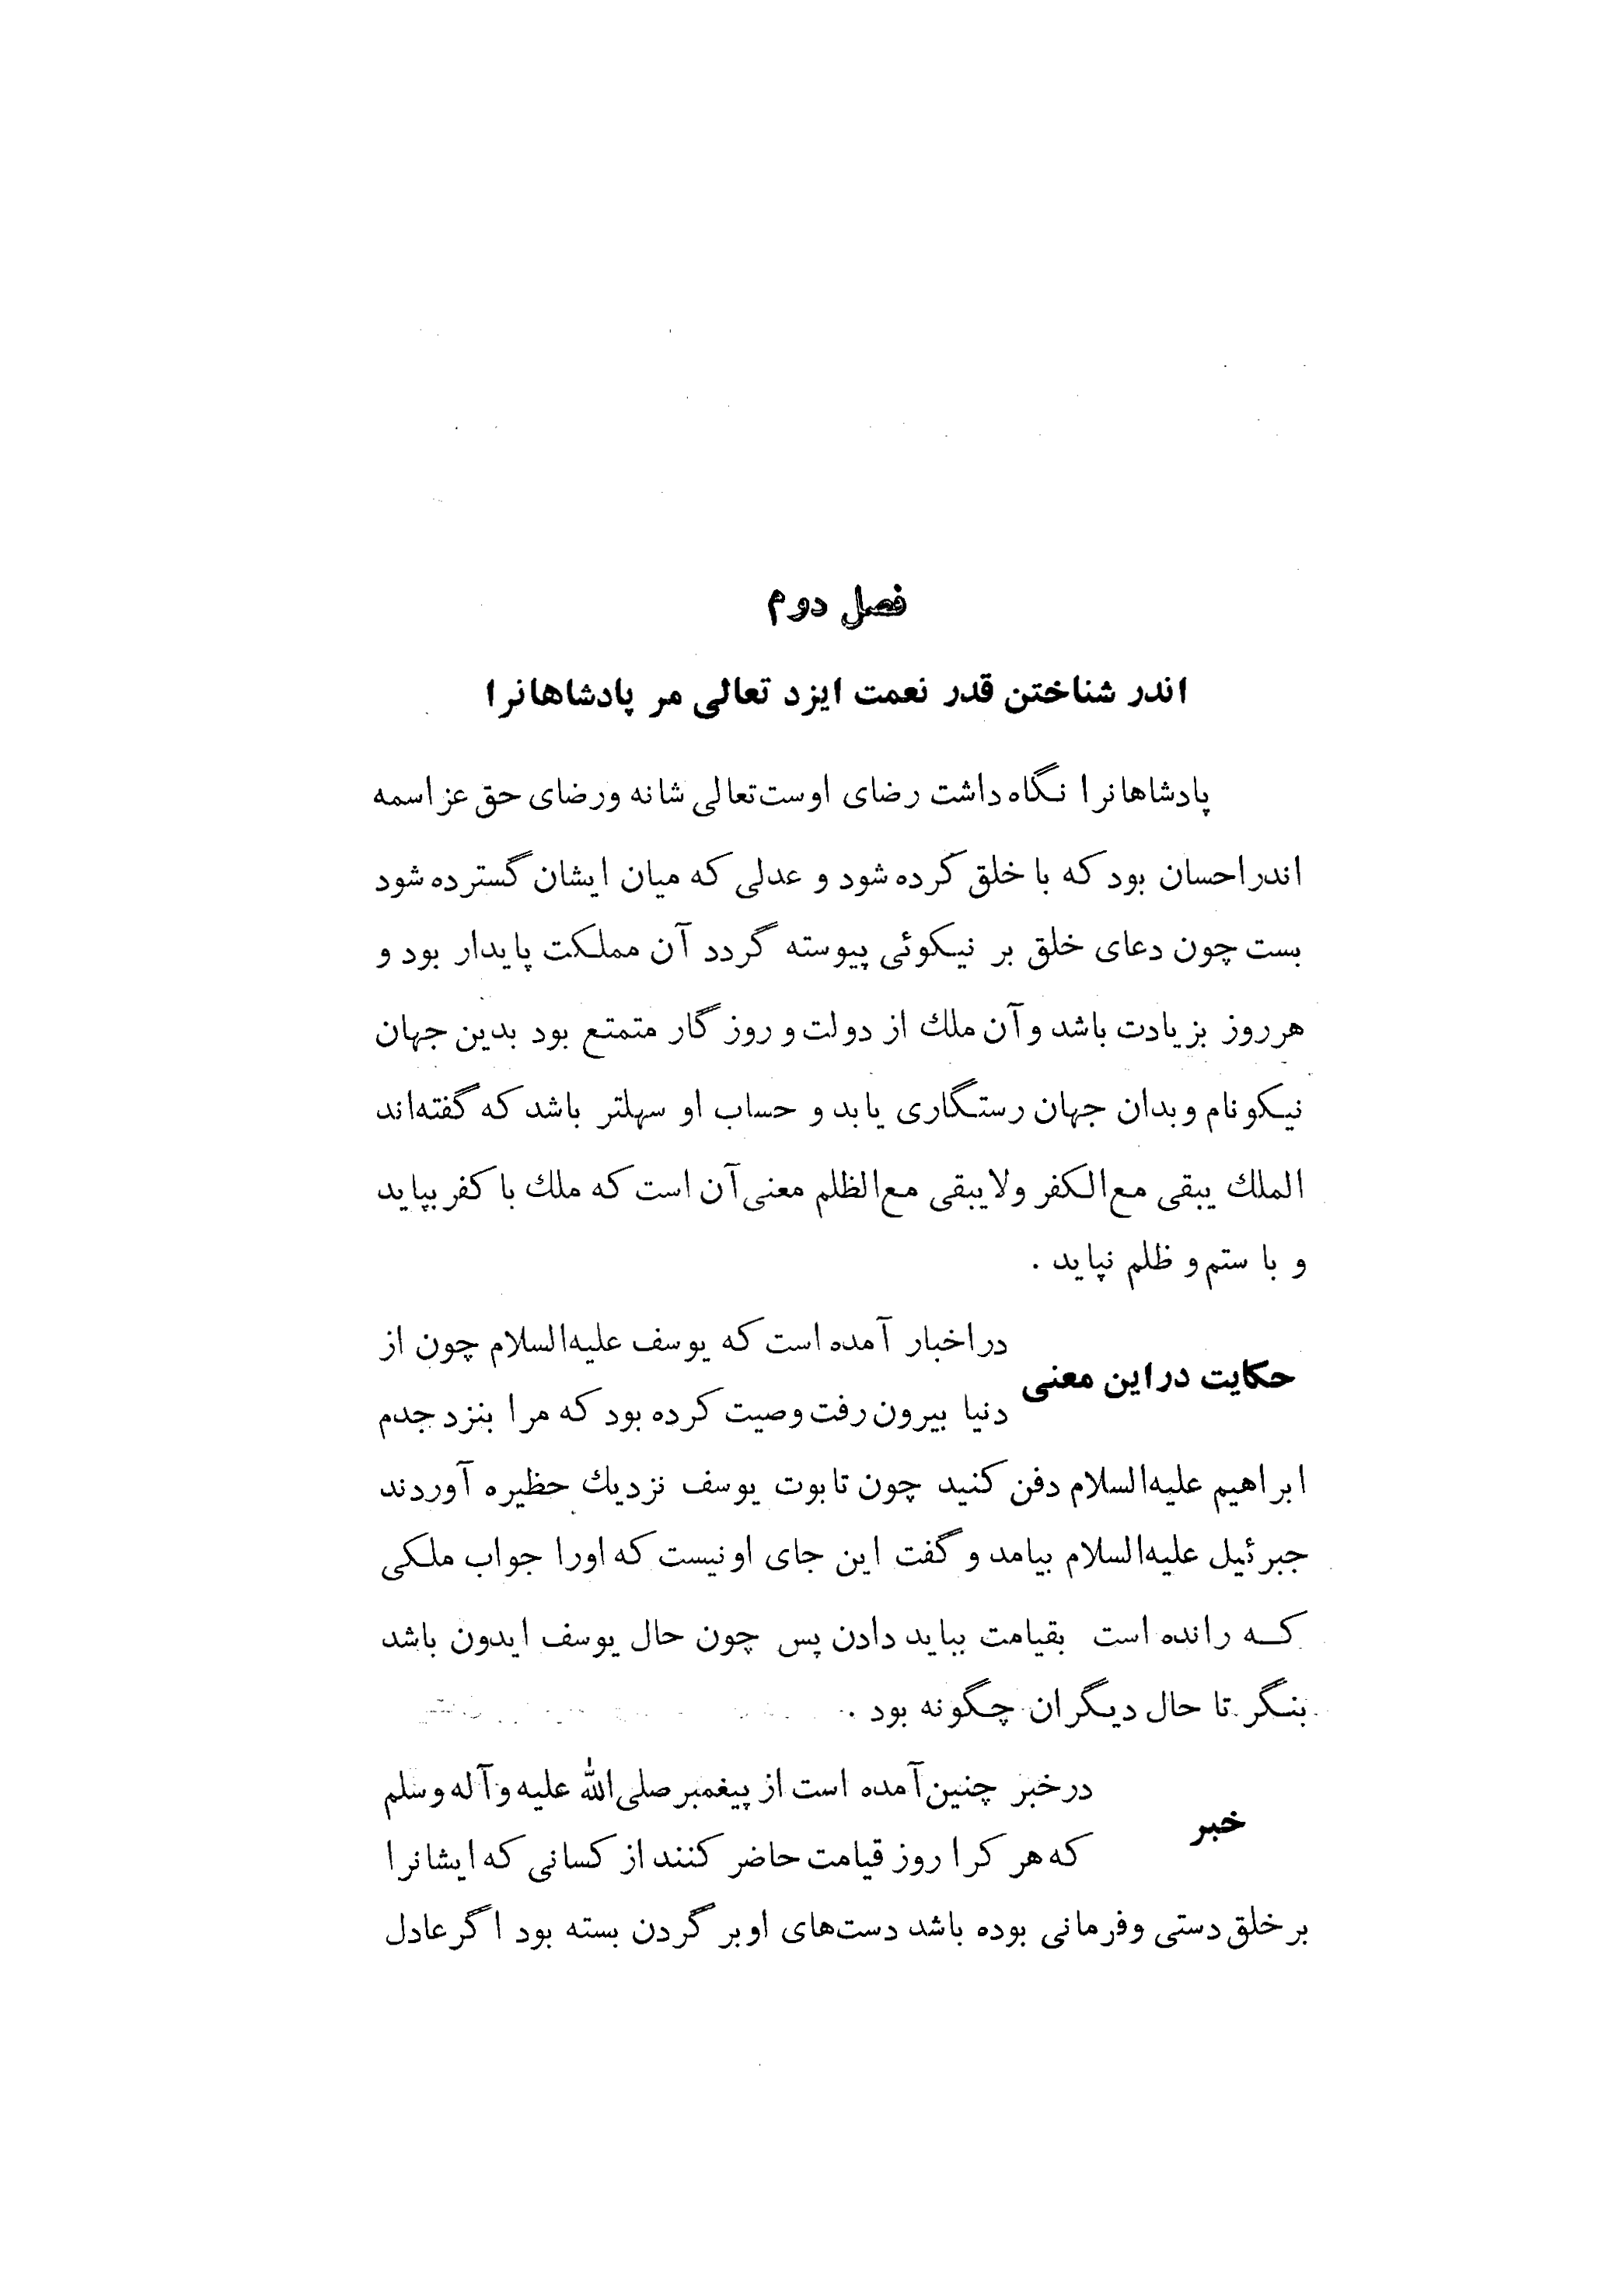 فصل دوم
اندر شناختن قدر نعمت ایزد تعالی مر پادشاهانرا
پادشاهانرا نگاه‌داشت رضای اوست‌تعالی شانه ورضای حق عز اسمه
اندراحسان بود که با خلق کرده شود و عدلی که میان ایشان گسترده شود
بست چون دعای خلق بر نیکوئی پیوسته گردد آن مملکت پایدار بود و
هرروز بزیادت باشد و آن ملك از دولت و روزگار متمتع بود بدین جهان
نیکونام و بدان جهان رستگاری یابد و حساب او سهلتر باشد که گفته‌اند
الملك یبقی مع‌الکفر ولایبقی مع‌الظلم معنی‌آن است که ملك با کفر بپاید
و با ستم و ظلم نپاید .
حکایت دراین معنی
دراخبار آمده است که یوسف علیه‌السلام چون از
دنیا بیرون رفت وصیت کرده بود که مرا بنزد جدم
ابراهیم علیه‌السلام دفن کنید چون تابوت یوسف نزدیك حظیره آوردند
جبرئیل علیه‌السلام بیامد و گفت این جای او نیست که اورا جواب ملکی
که رانده است بقیامت بباید دادن پس چون حال یوسف ایدون باشد
بنگر تا حال دیگران چگونه بود .
خبر
درخبر چنین‌آمده است از پیغمبر صلی‌الله علیه و آله و سلم
که هر کرا روز قیامت حاضر کنند از کسانی که ایشانرا
بر خلق دستی وفرمانی بوده باشد دست‌های او بر گردن بسته بود اگر عادل